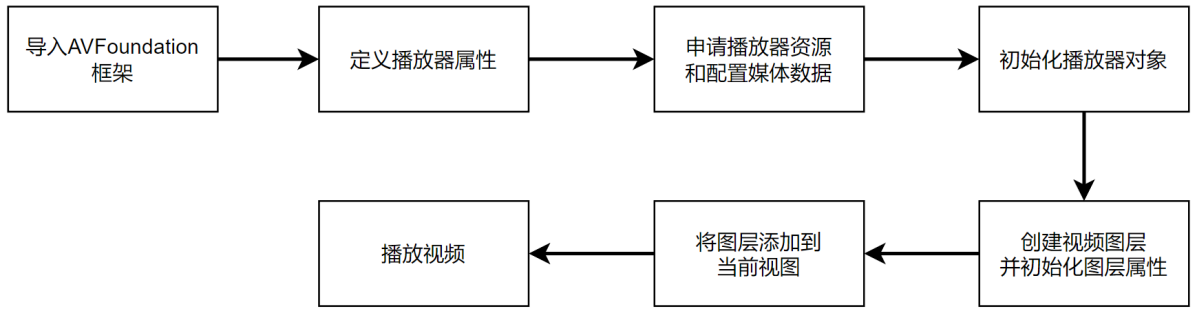 导入AVFoundation
框架
定义播放器属性
申请播放器资源
和配置媒体数据
初始化播放器对象
创建视频图层
并初始化图层属性
将图层添加到
当前视图
播放视频